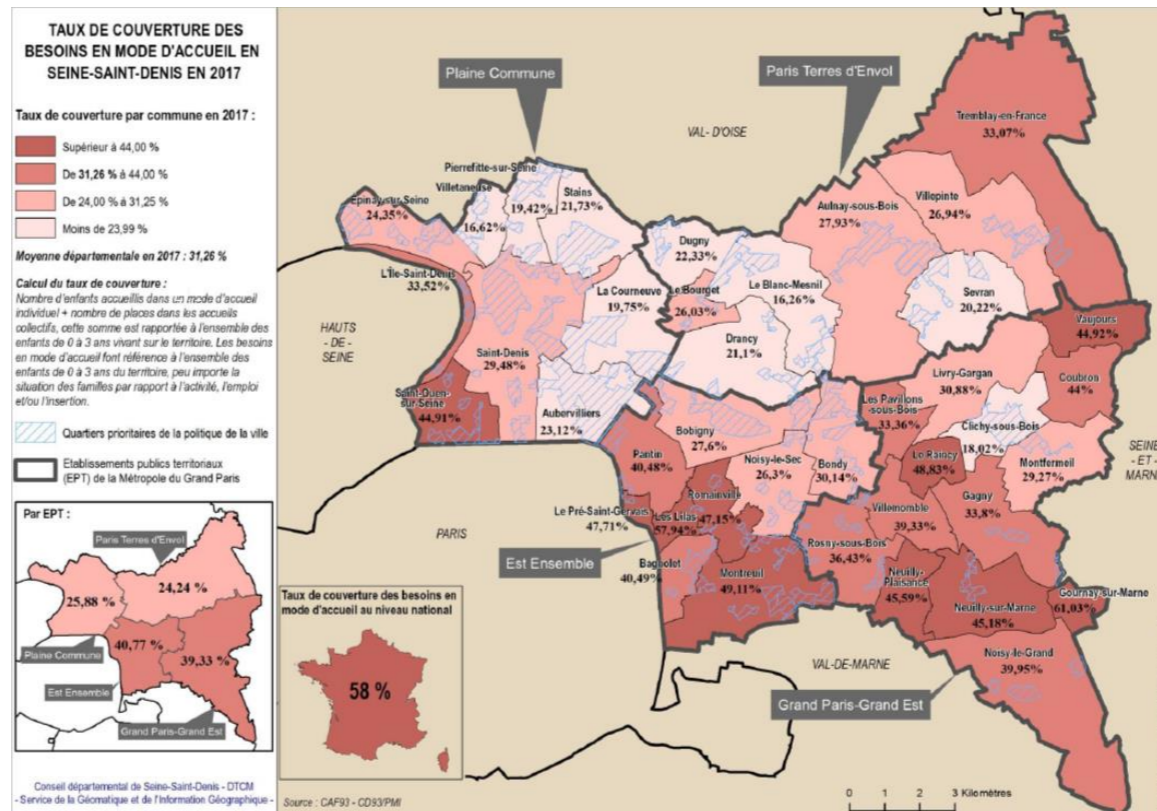 TAUX DE COUVERTURE DES
BESOINS EN MODE D'ACCUEIL EN
SEINE-SAINT-DENIS EN 2017
Taux de couverture par commune en 2017 :
Supérieur à 44,00 %
De 31,26 % à 44,00 %
De 24,00 % à 31,25 %
Moins de 23,99 %
Moyenne départementale en 2017 : 31,26 %
Calcul du taux de couverture :
Nombre d'enfants accueillis dans un mode d'accueil
individuel + nombre de places dans les accueils
collectifs, cette somme est rapportée à l'ensemble des
enfants de 0 à 3 ans vivant sur le territoire. Les besoins
en mode d'accueil font référence à l'ensemble des
enfants de 0 à 3 ans du territoire, peu importe la
situation des familles par rapport à l'activité, l'emploi
et/ou l'insertion.
Quartiers prioritaires de la politique de la ville
Etablissements publics territoriaux
(EPT) de la Métropole du Grand Paris
Par EPT :
Paris Terres d'Envol
24,24 %
25,88 %
40,77 %
39,33 %
Plaine Commune
Est Ensemble
Grand Paris-Grand Est
Conseil départemental de Seine-Saint-Denis - DTCM
- Service de la Géomatique et de l'Information Géographique -
Plaine Commune
Paris Terres d'Envol
VAL- D'OISE
Tremblay-en-France
33,07%
Pierrefitte-sur-Seine
19,42%
Villetaneuse
16,62%
Stains
21,73%
Epinay-sur-Seine
24,35%
Aulnay-sous-Bois
27,93%
Villepinte
26,94%
Dugny
22,33%
L'Île-Saint-Denis
33,52%
La Courneuve
19,75%
Le Bourget
26,03%
Le Blanc-Mesnil
16,26%
Sevran
20,22%
HAUTS
- DE -
SEINE
Saint-Denis
29,48%
Drancy
21,1%
Vaujours
44,92%
Saint-Ouen-
sur-Seine
44,91%
Aubervilliers
23,12%
Livry-Gargan
30,88%
Coubron
44%
Les Pavillons
-sous-Bois
33,36%
Clichy-sous-Bois
18,02%
Bobigny
27,6%
Pantin
40,48%
Noisy-le-Sec
26,3%
Bondy
30,14%
Le Raincy
48,83%
Montfermeil
29,27%
SEINE
- ET-
MARNE
Le Pré-Saint-Gervais
47,71%
Romainville
47,15%
Les Lilas
57,94%
Villemomble
39,33%
Gagny
33,8%
PARIS
Est Ensemble
Bagnolet
40,49%
Montreuil
49,11%
Rosny-sous-Bois
36,43%
Neuilly-
Plaisance
45,59%
Neuilly-sur-Marne
45,18%
Gournay-sur-Marne
61,03%
VAL-DE-MARNE
Noisy-le-Grand
39,95%
Grand Paris-Grand Est
Taux de couverture des besoins en
mode d'accueil au niveau national
58 %
Source : CAF93 - CD93/PMI
0 1 2 3 Kilomètres